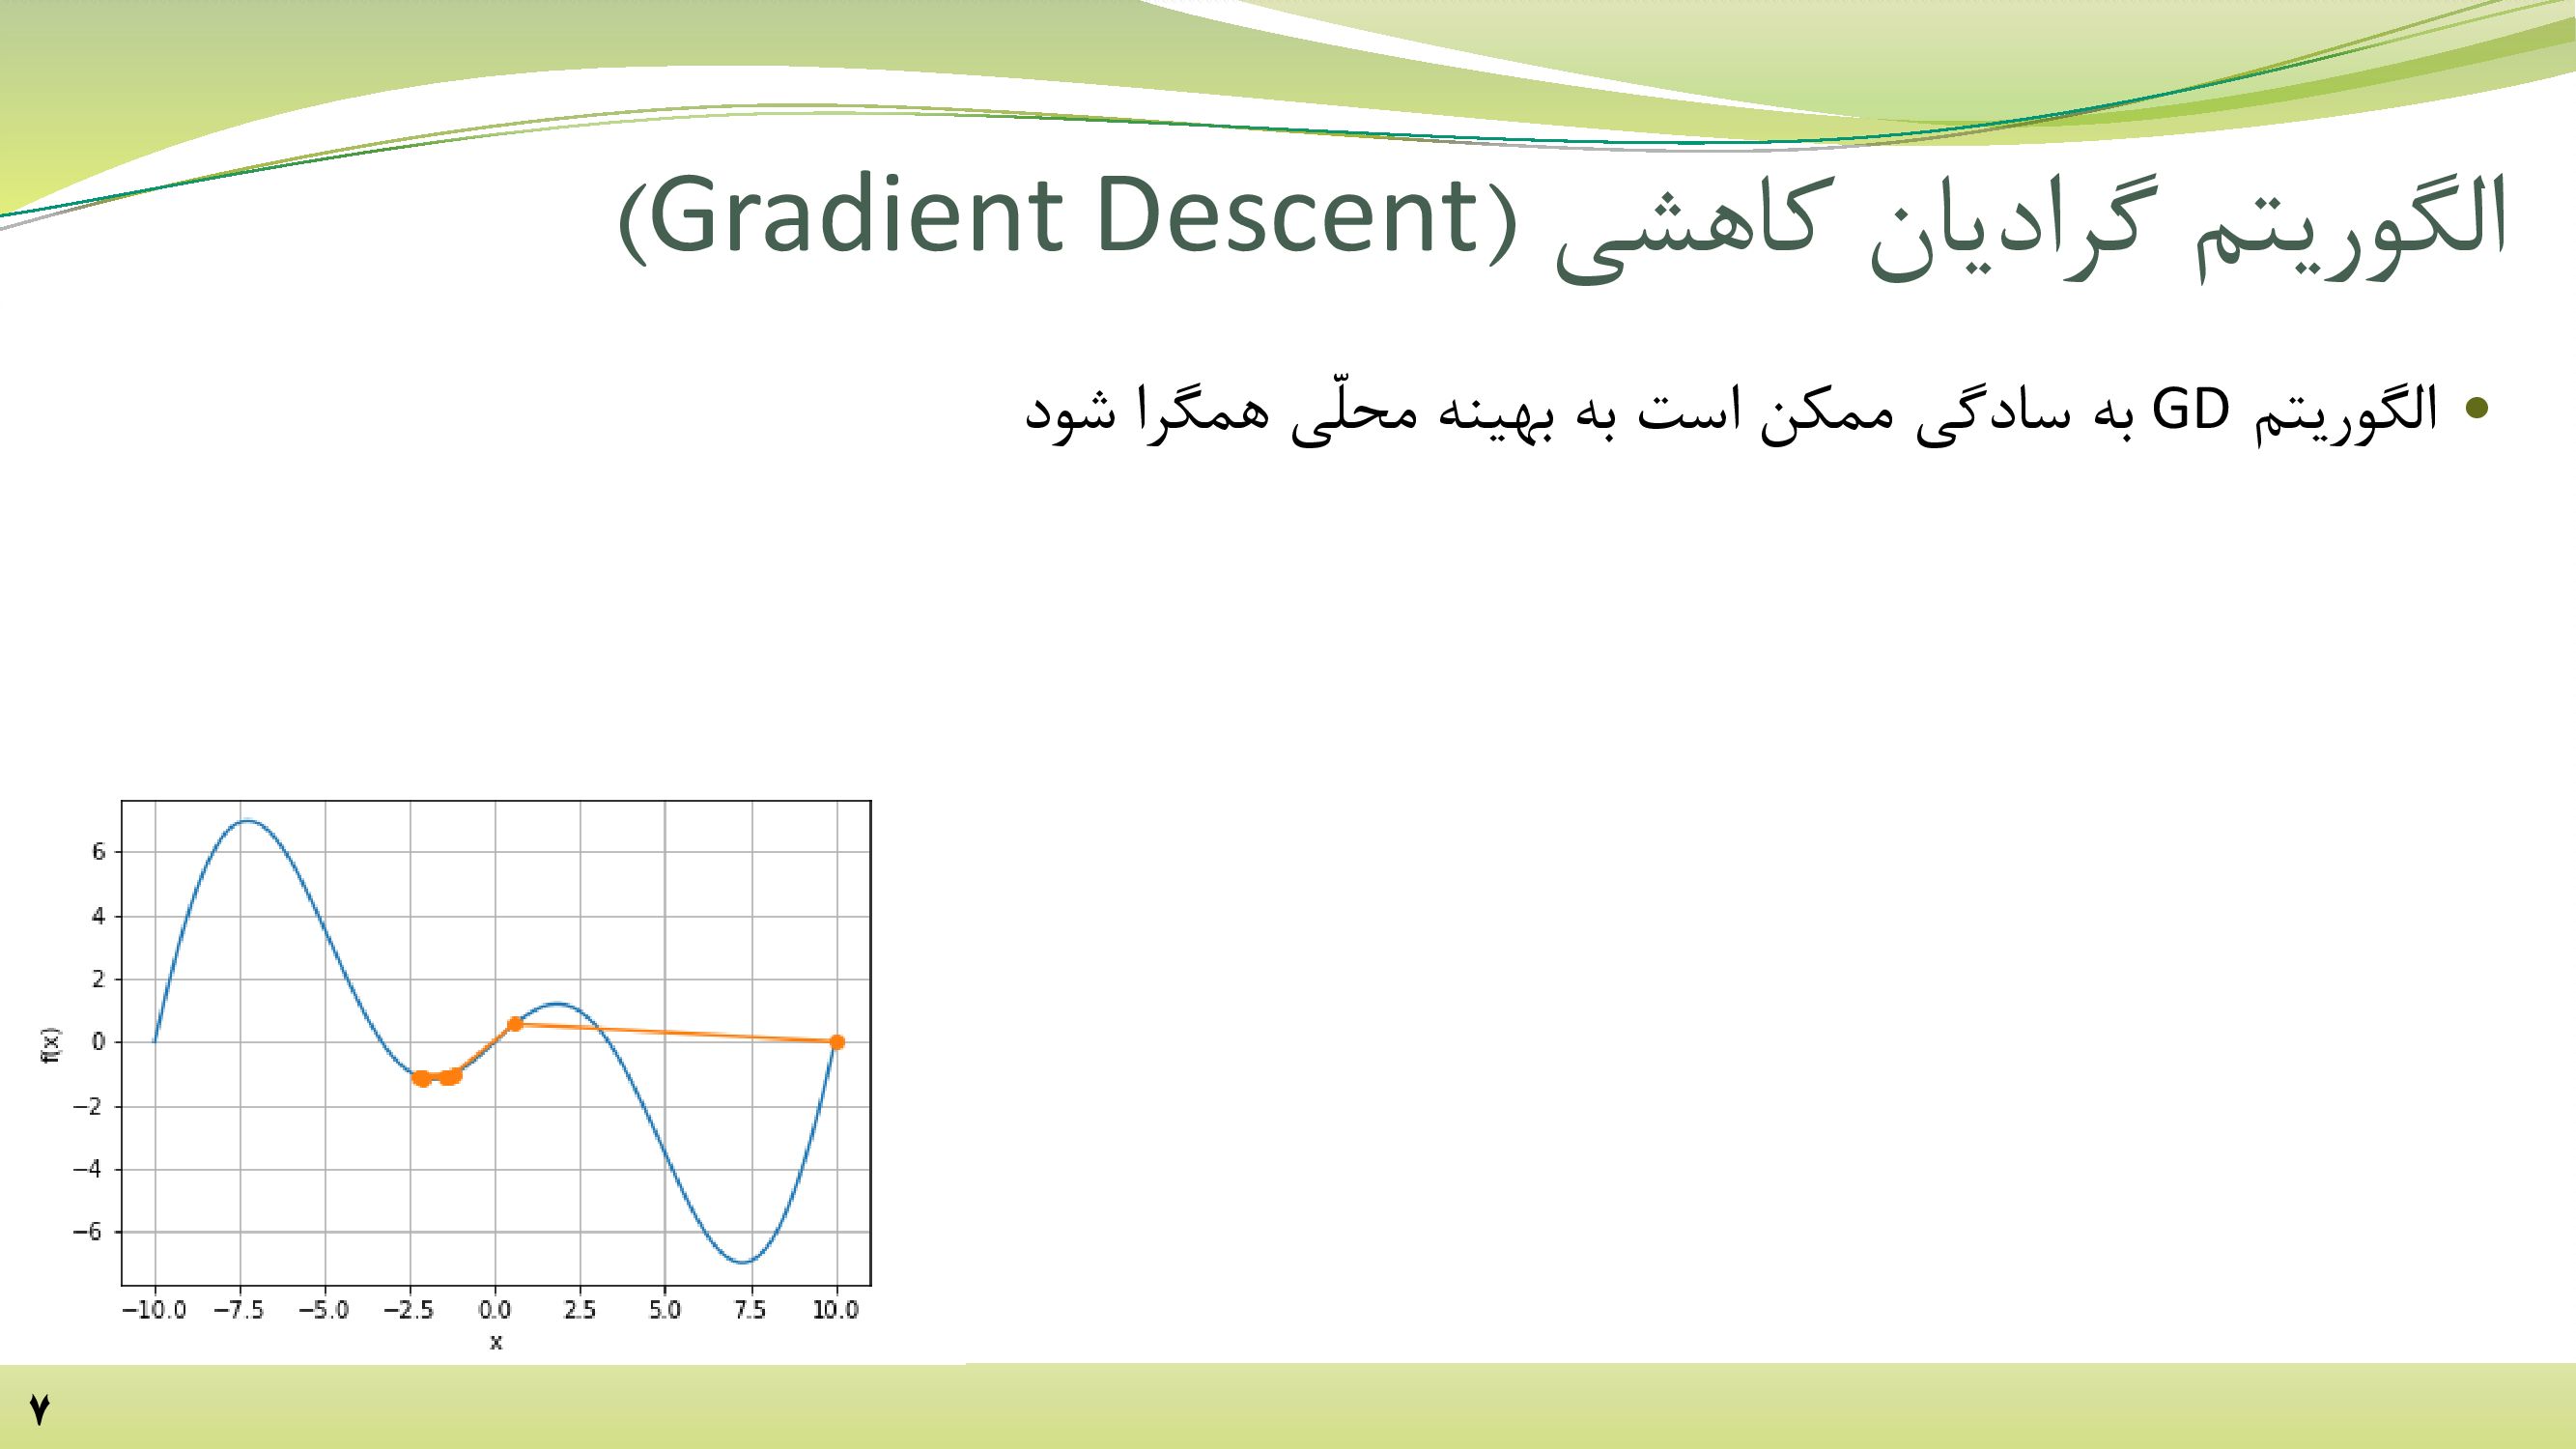 الگوریتم گرادیان کاهشی (Gradient Descent)
• الگوریتم GD به سادگی ممکن است به بهینه محلّی همگرا شود
6
4
2
0
−2
−4
−6
f(x)
−10.0 −7.5 −5.0 −2.5 0.0 2.5 5.0 7.5 10.0
x
۷